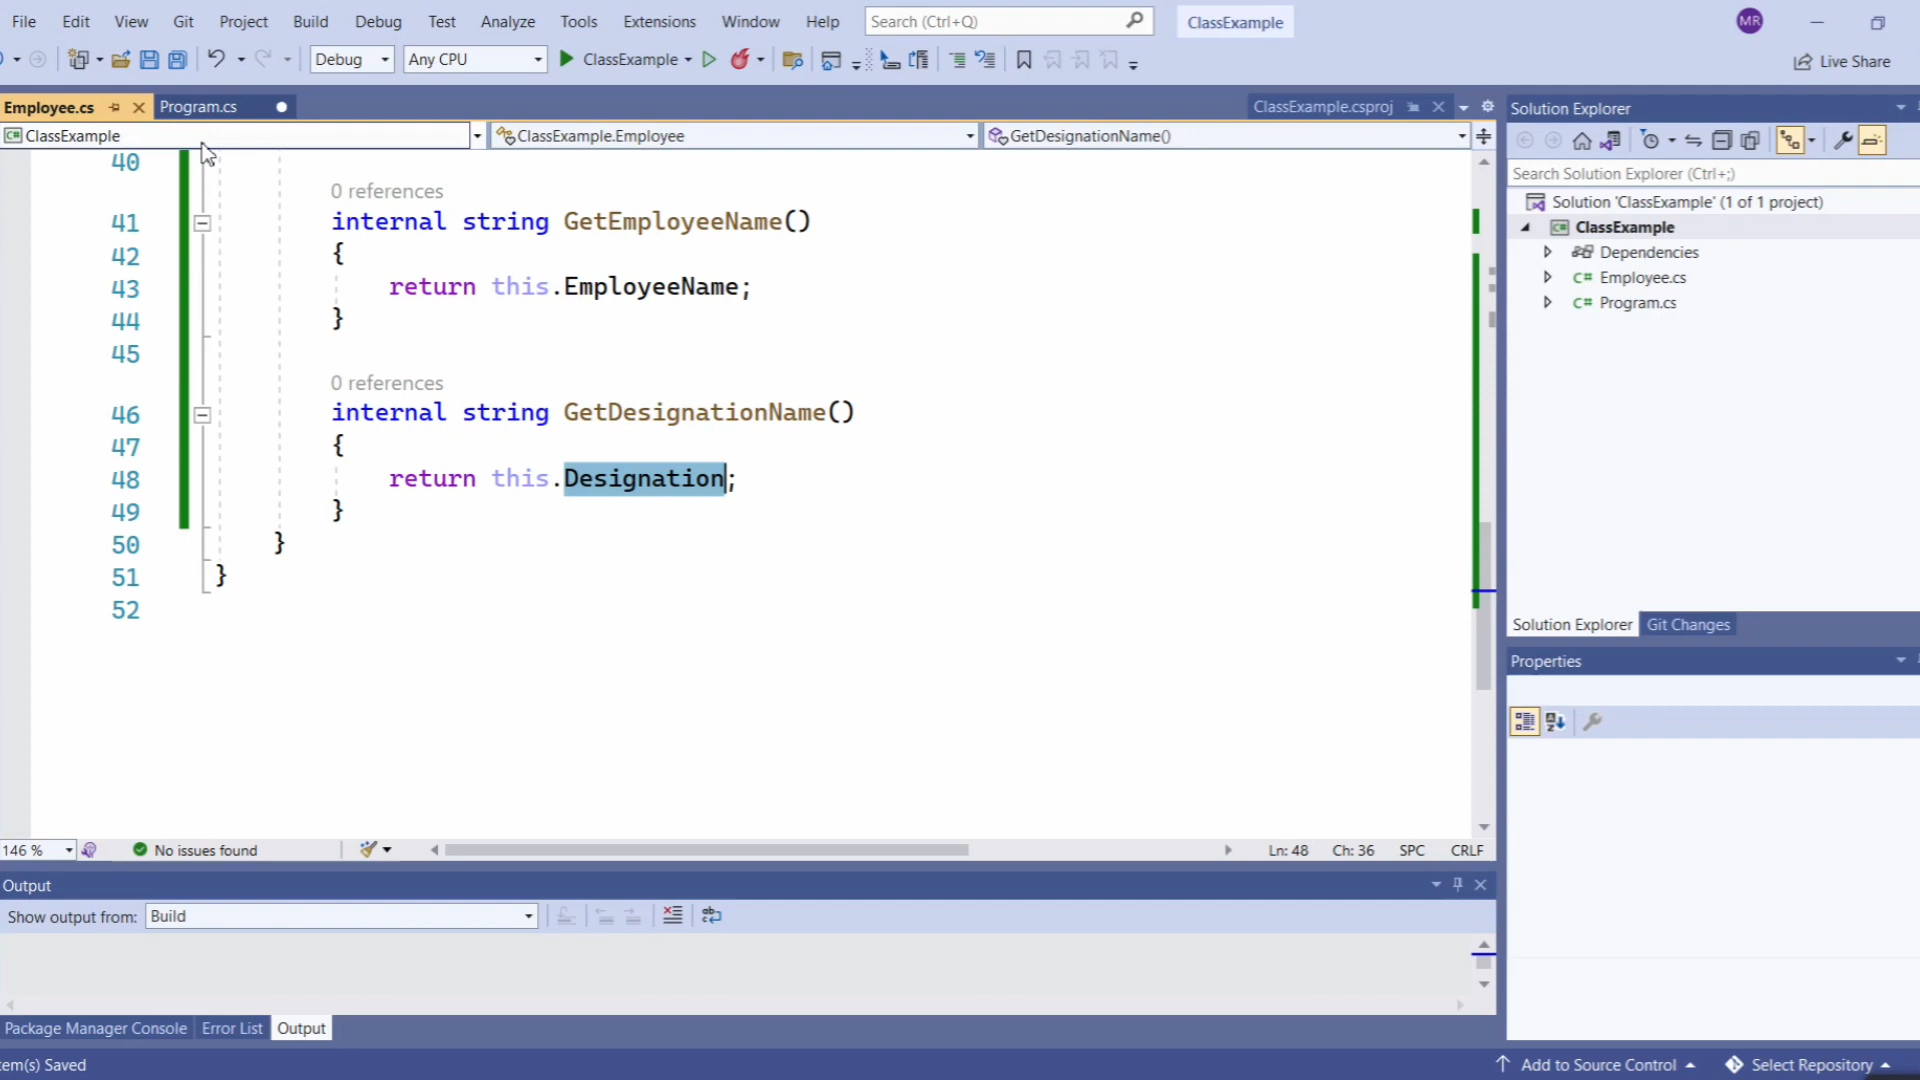 File Edit View Git Project Build Debug Test Analyze Tools Extensions Window Help Search (Ctrl+Q) ClassExample MR
Debug Any CPU ClassExample Live Share
Employee.cs Program.cs ClassExample.csproj
ClassExample ClassExample.Employee GetDesignationName()
40
0 references
41 internal string GetEmployeeName()
42 {
43 return this.EmployeeName;
44 }
45
0 references
46 internal string GetDesignationName()
47 {
48 return this.Designation;
49 }
50 }
51 }
52
146 % No issues found Ln: 48 Ch: 36 SPC CRLF
Output
Show output from: Build
Package Manager Console Error List Output
Solution Explorer
Search Solution Explorer (Ctrl+;)
Solution 'ClassExample' (1 of 1 project)
ClassExample
Dependencies
C# Employee.cs
C# Program.cs
Solution Explorer Git Changes
Properties
em(s) Saved Add to Source Control Select Repository